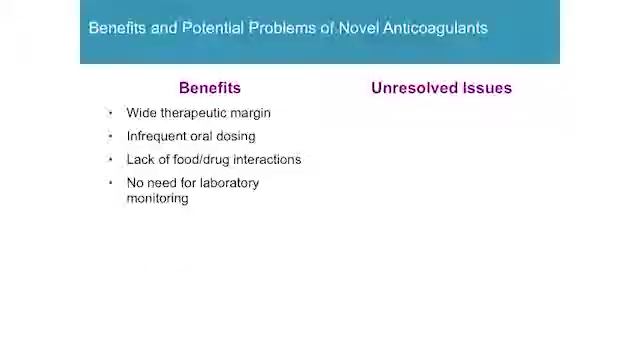 Benefits and Potential Problems of Novel Anticoagulants
Benefits
• Wide therapeutic margin
• Infrequent oral dosing
• Lack of food/drug interactions
• No need for laboratory
monitoring
Unresolved Issues